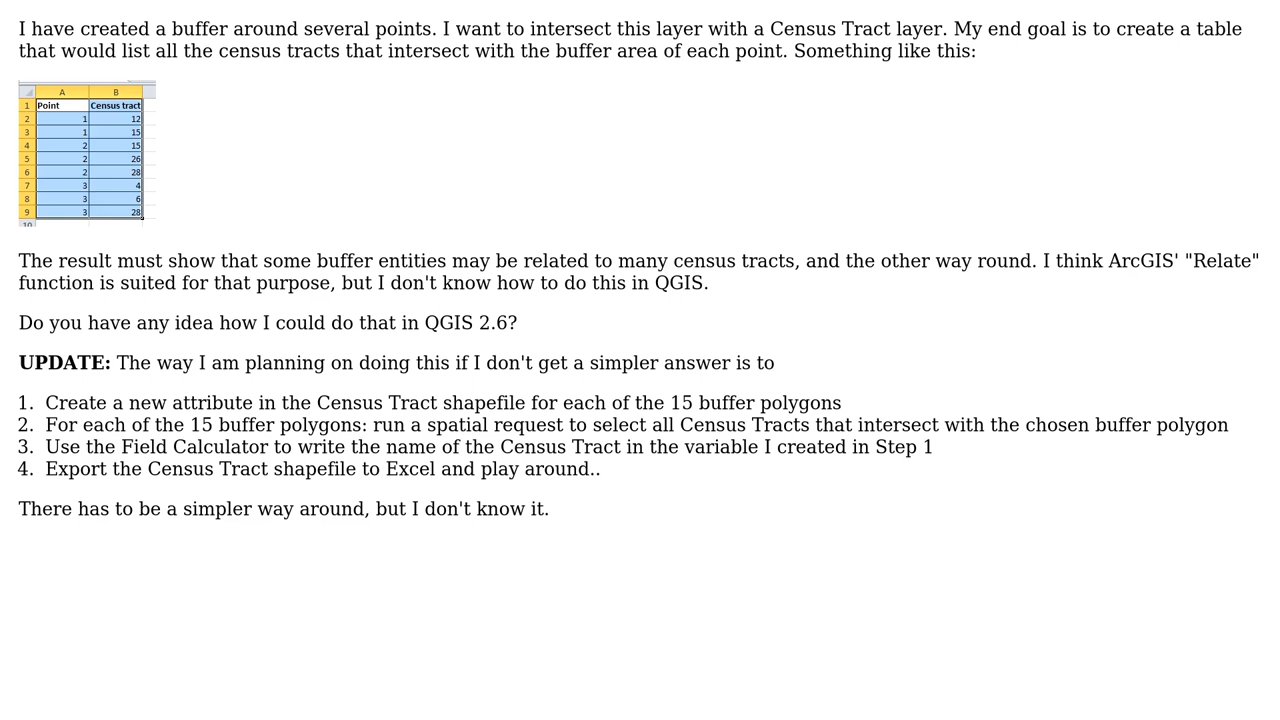 I have created a buffer around several points. I want to intersect this layer with a Census Tract layer. My end goal is to create a table
that would list all the census tracts that intersect with the buffer area of each point. Something like this:
A B
1 Point Census tract
2 1 12
3 1 15
4 2 15
5 2 26
6 2 28
7 3 4
8 3 6
9 3 28
10
The result must show that some buffer entities may be related to many census tracts, and the other way round. I think ArcGIS' "Relate"
function is suited for that purpose, but I don't know how to do this in QGIS.
Do you have any idea how I could do that in QGIS 2.6?
UPDATE: The way I am planning on doing this if I don't get a simpler answer is to
1. Create a new attribute in the Census Tract shapefile for each of the 15 buffer polygons
2. For each of the 15 buffer polygons: run a spatial request to select all Census Tracts that intersect with the chosen buffer polygon
3. Use the Field Calculator to write the name of the Census Tract in the variable I created in Step 1
4. Export the Census Tract shapefile to Excel and play around..
There has to be a simpler way around, but I don't know it.